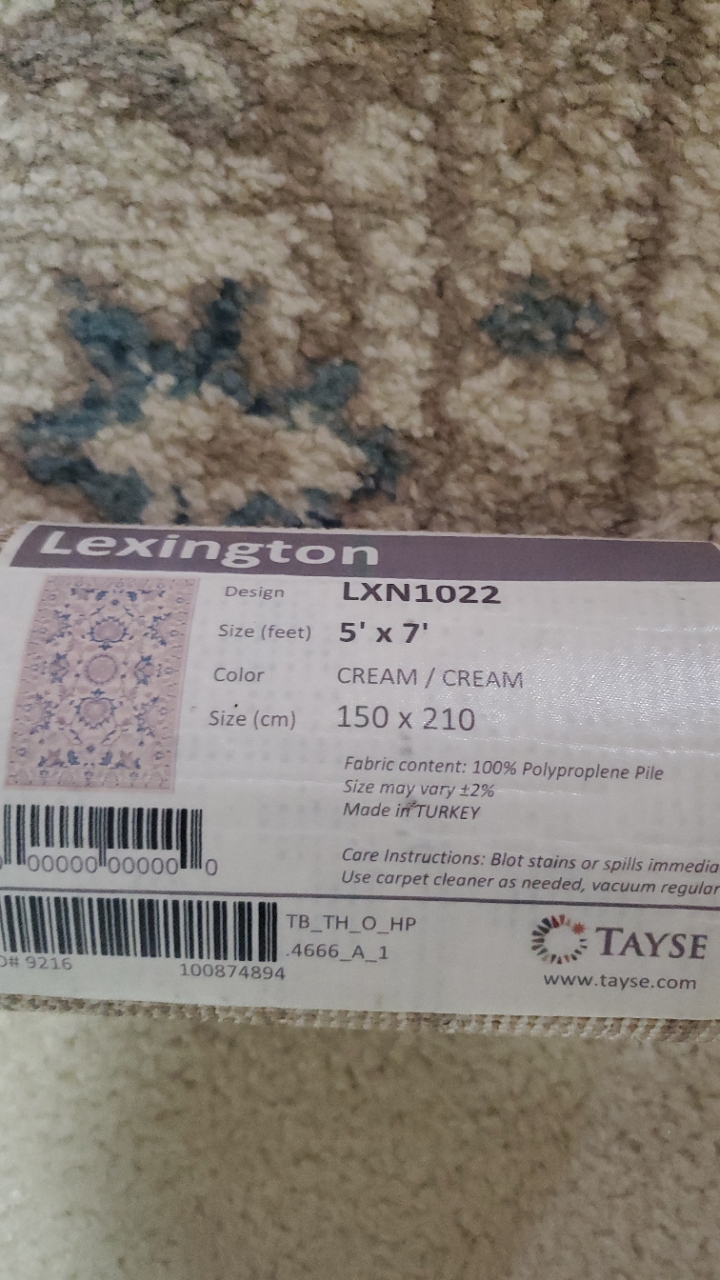 Lexington
Design LXN1022
Size (feet) 5' x 7'
Color CREAM / CREAM
Size (cm) 150 x 210
Fabric content: 100% Polyproplene Pile
Size may vary ±2%
Made in TURKEY
00000 00000 0
Care Instructions: Blot stains or spills immedia
Use carpet cleaner as needed, vacuum regular
TB_TH_O_HP
.4666_A_1
# 9216 100874894
TAYSE
www.tayse.com